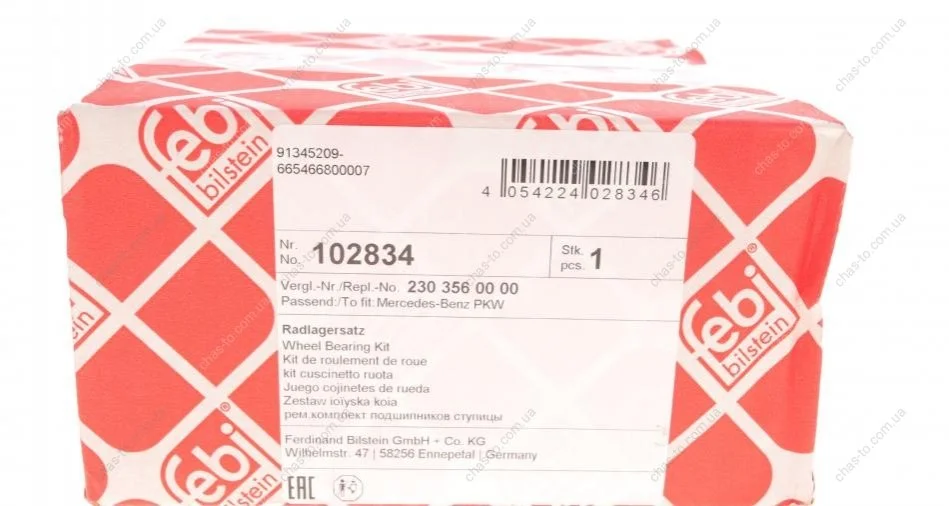 febi
bilstein
91345209-
665466800007
4 054224 028346
Nr.
No. 102834
Stk.
pcs. 1
Vergl.-Nr./Repl.-No. 230 356 00 00
Passend:/To fit: Mercedes-Benz PKW
Radlagersatz
Wheel Bearing Kit
Kit de roulement de roue
kit cuscinetto ruota
Juego cojinetes de rueda
Zestaw łożyska koła
рем.комплект подшипников ступицы
Ferdinand Bilstein GmbH + Co. KG
Wilhelmstr. 47 | 58256 Ennepetal | Germany
EAC
febi
bilstein
®
febi
bilstein
®
in
chas-to.com.ua